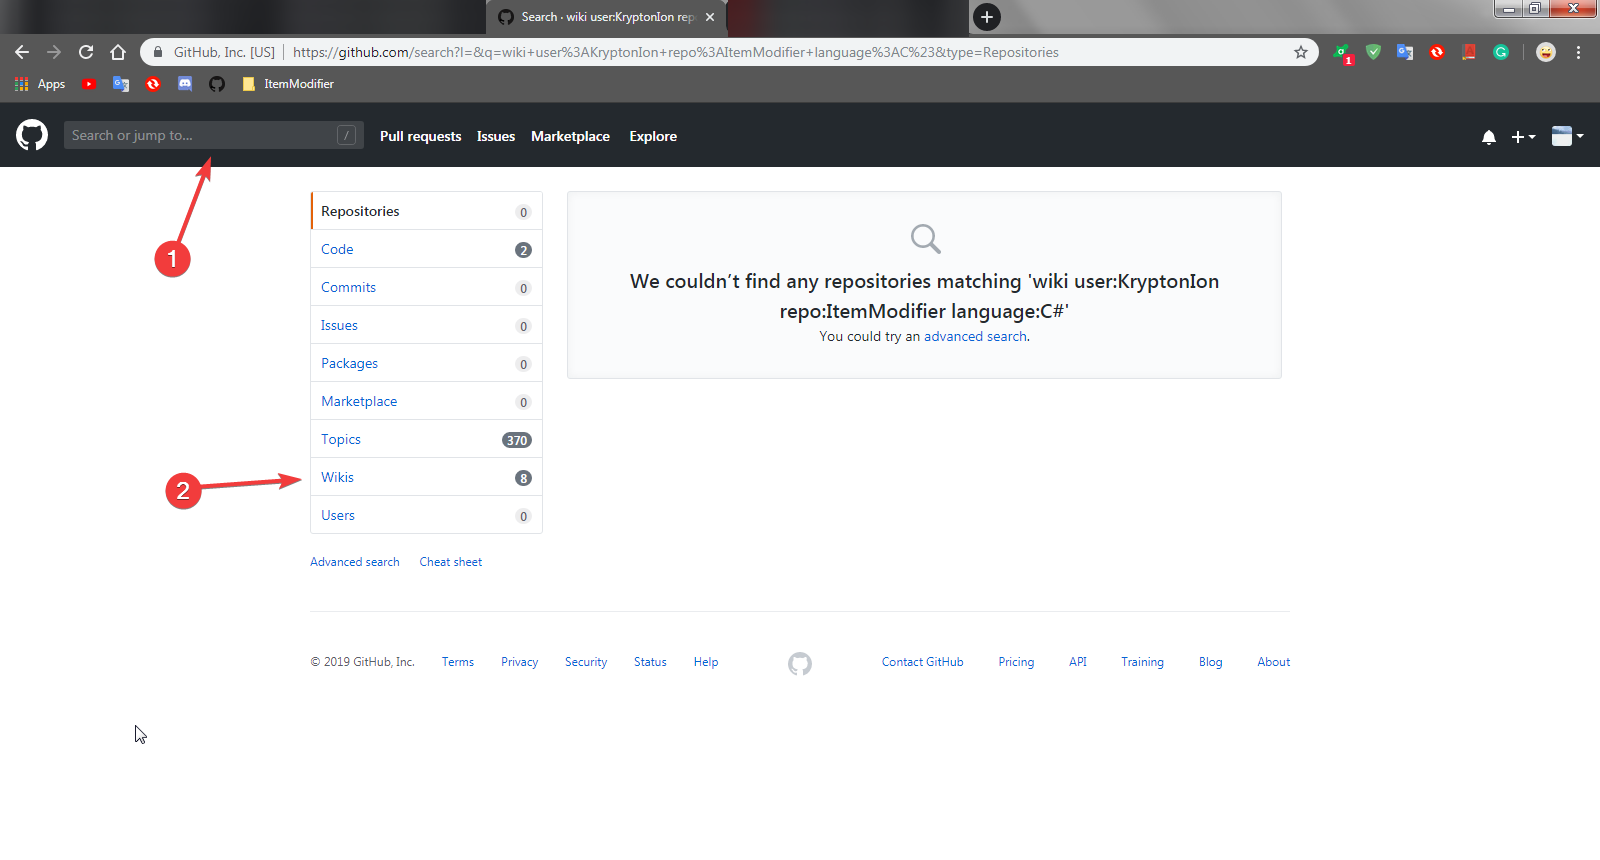 Search · wiki user:KryptonIon rep
GitHub, Inc. [US] https://github.com/search?l=&q=wiki+user%3AKryptonIon+repo%3AItemModifier+language%3AC%23&type=Repositories
1
Apps
ItemModifier
Search or jump to... /
Pull requests Issues Marketplace Explore
1
2
Repositories 0
Code 2
Commits 0
Issues 0
Packages 0
Marketplace 0
Topics 370
Wikis 8
Users 0
Advanced search Cheat sheet
We couldn’t find any repositories matching 'wiki user:KryptonIon
repo:ItemModifier language:C#'
You could try an advanced search.
© 2019 GitHub, Inc. Terms Privacy Security Status Help Contact GitHub Pricing API Training Blog About